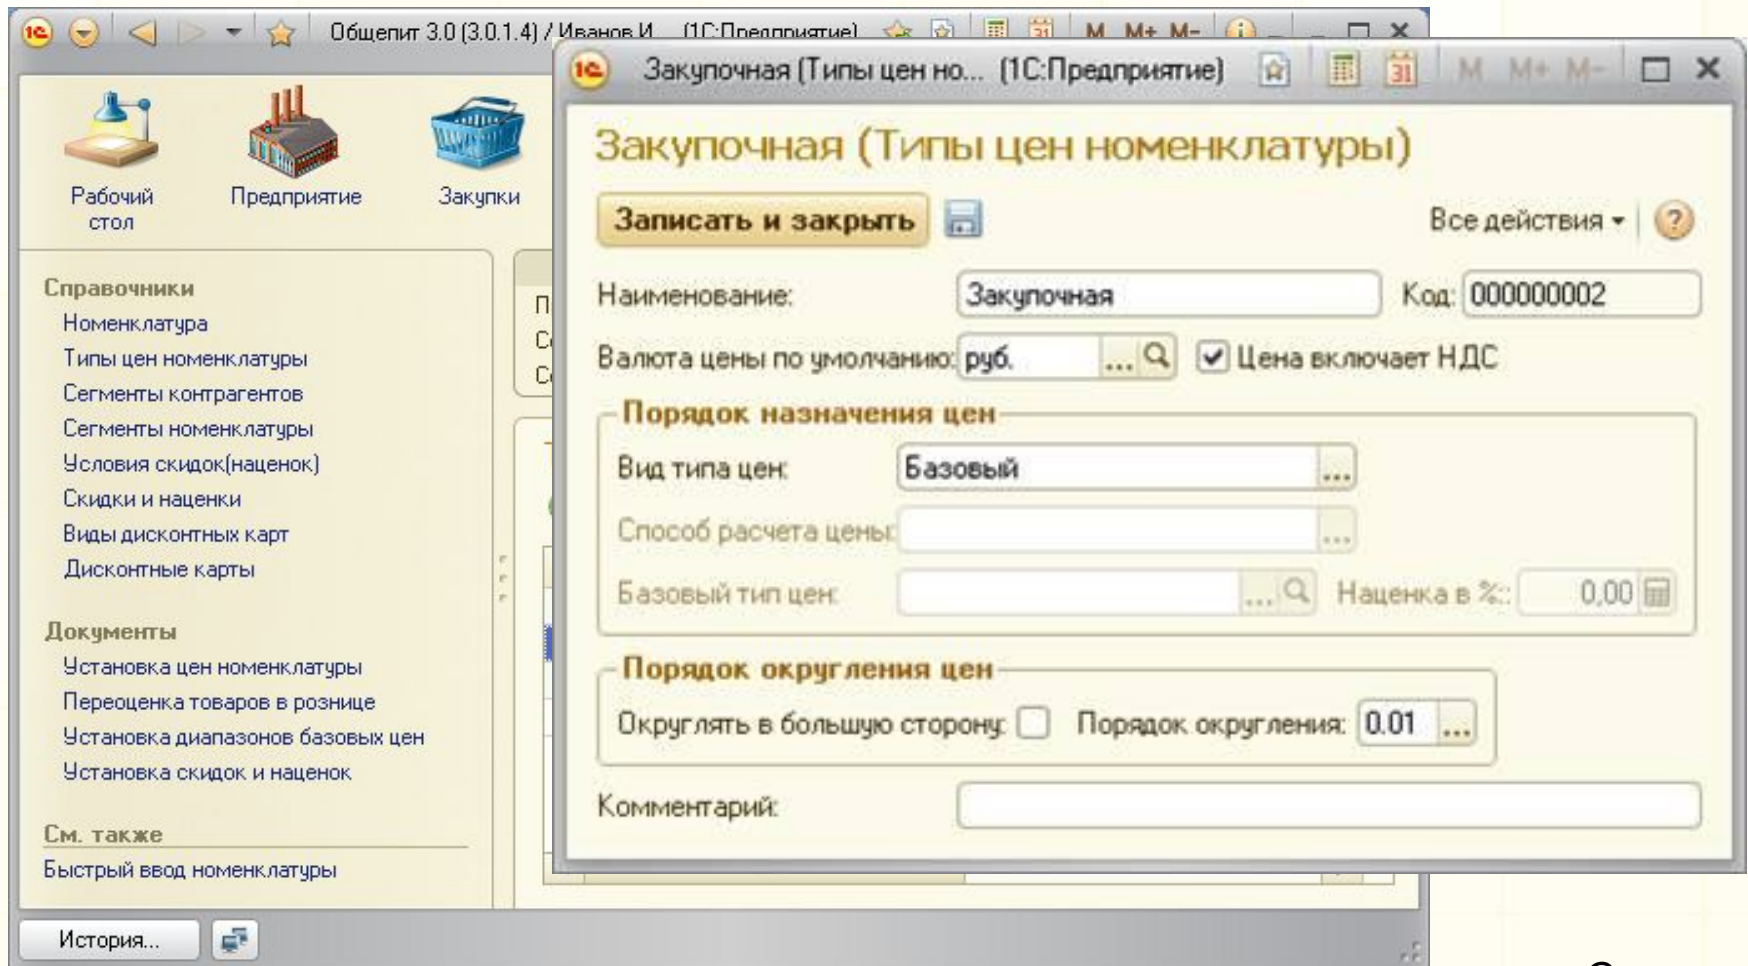 Общепит 3.0 (3.0.1.4) / Иванов И... (1С:Предприятие)
M M+ M-
Рабочий стол
Предприятие
Закупки
Справочники
Номенклатура
Типы цен номенклатуры
Сегменты контрагентов
Сегменты номенклатуры
Условия скидок(наценок)
Скидки и наценки
Виды дисконтных карт
Дисконтные карты
Документы
Установка цен номенклатуры
Переоценка товаров в рознице
Установка диапазонов базовых цен
Установка скидок и наценок
См. также
Быстрый ввод номенклатуры
История...
Закупочная (Типы цен но... (1С:Предприятие)
31 M M+ M-
Закупочная (Типы цен номенклатуры)
Записать и закрыть
Все действия
Наименование: Закупочная Код: 000000002
Валюта цены по умолчанию: руб. ... Цена включает НДС
Порядок назначения цен
Вид типа цен: Базовый ...
Способ расчета цены: ...
Базовый тип цен: ... Наценка в %:: 0,00
Порядок округления цен
Округлять в большую сторону: Порядок округления: 0.01 ...
Комментарий: